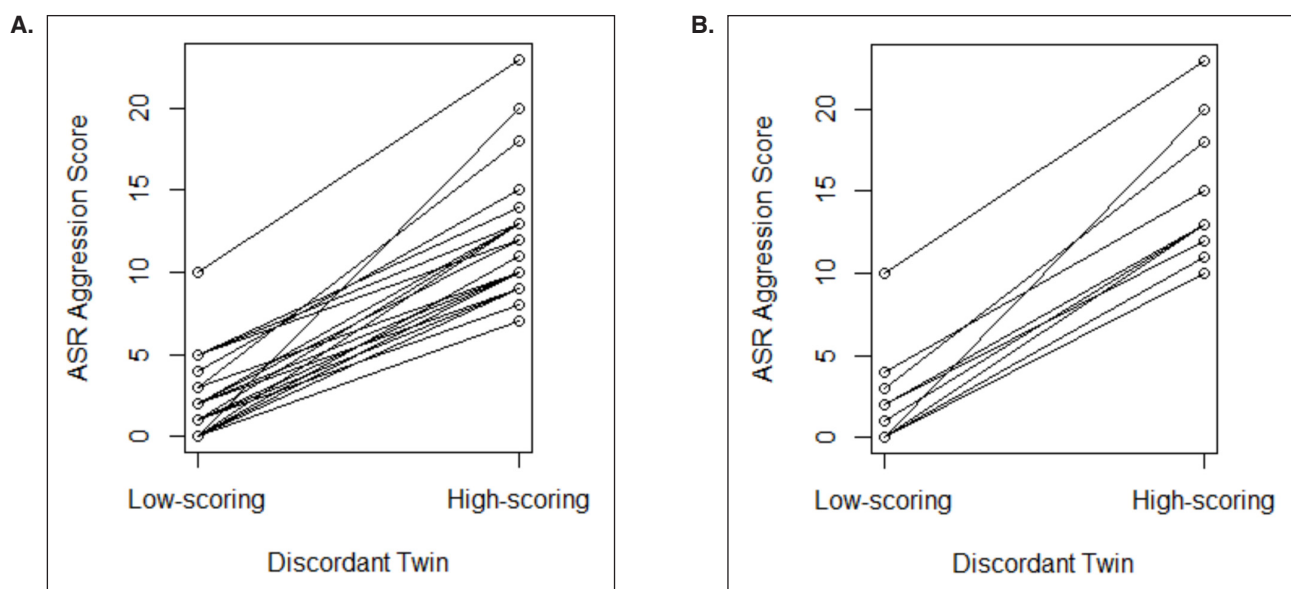 A.
ASR Aggression Score
20
15
10
5
0
Low-scoring High-scoring
Discordant Twin
B.
ASR Aggression Score
20
15
10
5
0
Low-scoring High-scoring
Discordant Twin